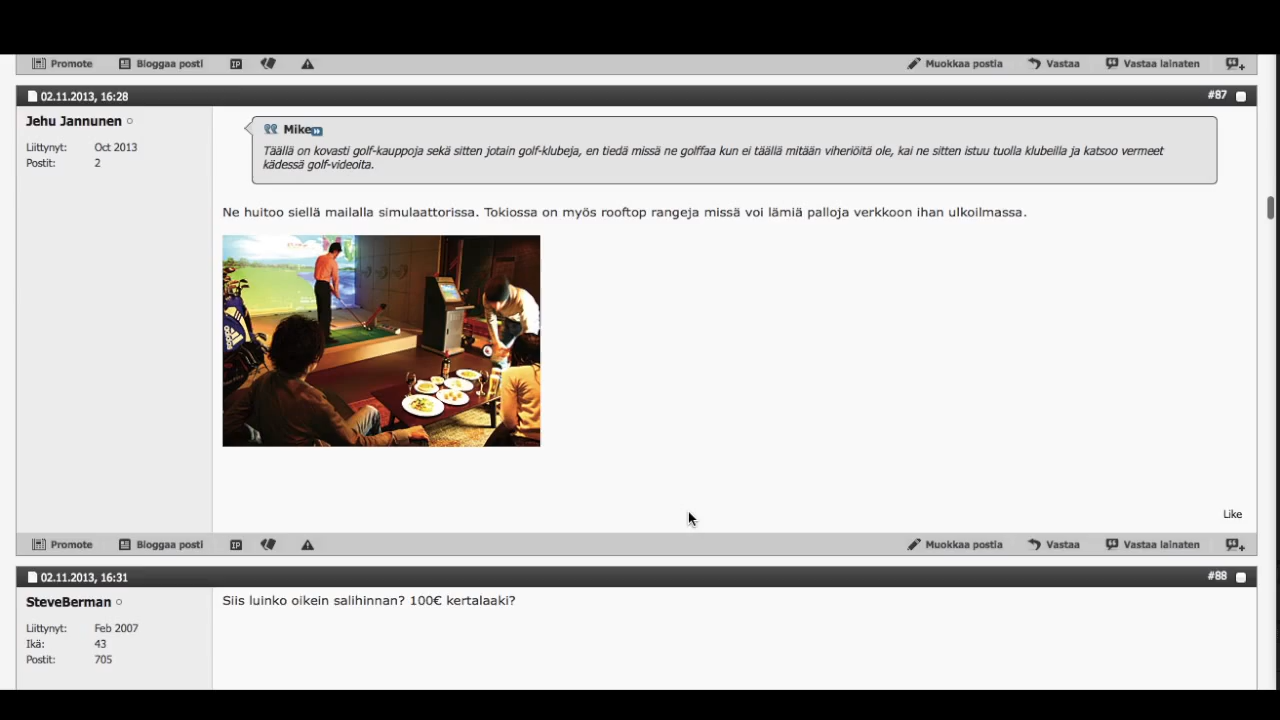 Promote Bloggaa posti IP Muokkaa postia Vastaa Vastaa lainaten
02.11.2013, 16:28 #87
Jehu Jannunen
Liittynyt: Oct 2013
Postit: 2
Mike
Täällä on kovasti golf-kauppoja sekä sitten jotain golf-klubeja, en tiedä missä ne golffaa kun ei täällä mitään viheriöitä ole, kai ne sitten istuu tuolla klubeilla ja katsoo vermeet
kädessä golf-videoita.
Ne huitoo siellä mailalla simulaattorissa. Tokiossa on myös rooftop rangeja missä voi lämiä palloja verkkoon ihan ulkoilmassa.
adidas
Like
Promote Bloggaa posti IP Muokkaa postia Vastaa Vastaa lainaten
02.11.2013, 16:31 #88
SteveBerman
Liittynyt: Feb 2007
Ikä: 43
Postit: 705
Siis luinko oikein salihinnan? 100€ kertalaaki?